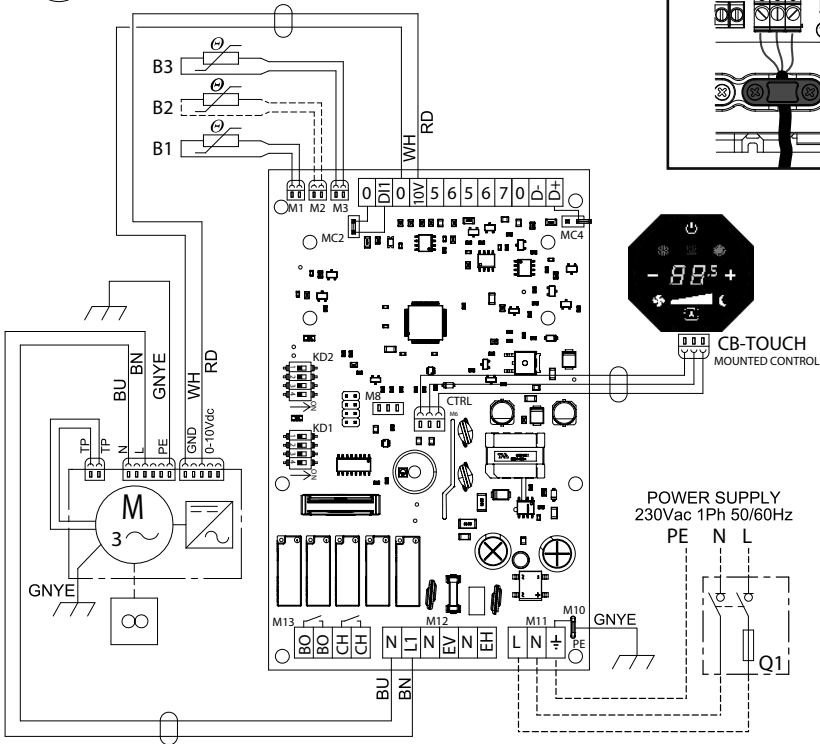 B3
B2
B1
Θ
Θ
Θ
WH
RD
M1
M2
M3
0 DI1 0 10V 5 6 5 6 7 0 D- D+
MC2
MC4
88.5
- +
A
CB-TOUCH
MOUNTED CONTROL
BU
BN
GNYE
WH
RD
TP
TP
N
L
PE
GND
0-10Vdc
KD2
ON
KD1
ON
M8
CTRL
M6
M
3
GNYE
POWER SUPPLY
230Vac 1Ph 50/60Hz
PE N L
Q1
M13
BO BO CH CH
M12
N L1 N EV N EH
M11
L N
M10
PE
GNYE
BU
BN